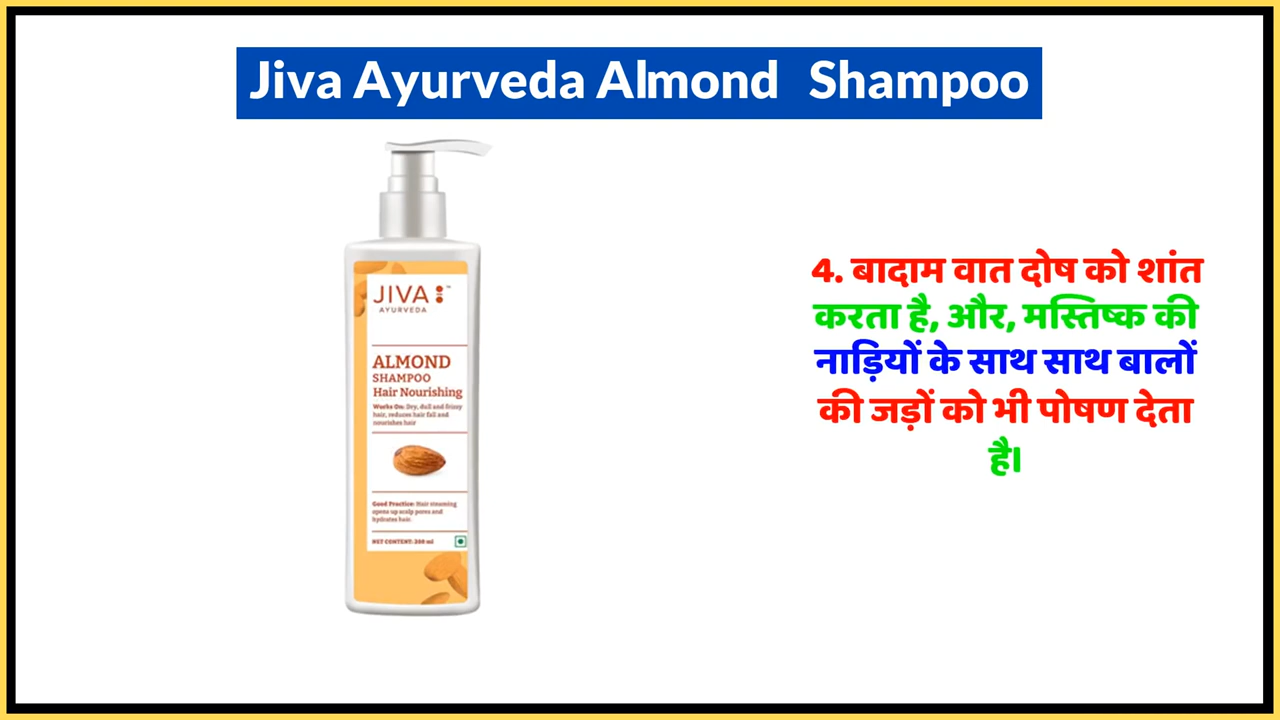 Jiva Ayurveda Almond Shampoo
JIVA
AYURVEDA
ALMOND
SHAMPOO
Hair Nourishing
Works On: Dry, dull and frizzy
hair, reduces hair fall and
nourishes hair
Good Practice: Hair steaming
opens up scalp pores and
hydrates hair.
NET CONTENT: 200 ml
4. बादाम वात दोष को शांत
करता है, और, मस्तिष्क की
नाड़ियों के साथ साथ बालों
की जड़ों को भी पोषण देता
है।